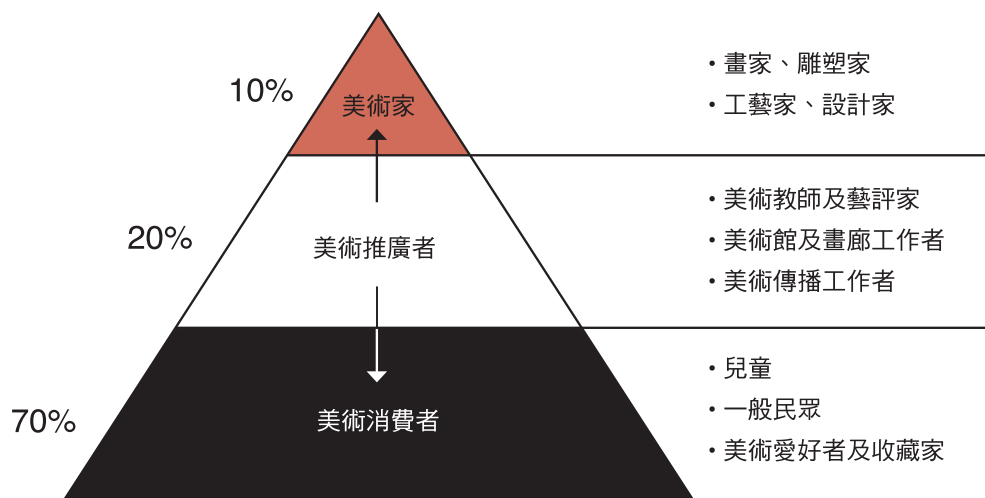 10%
美術家
・畫家、雕塑家
・工藝家、設計家
20%
美術推廣者
・美術教師及藝評家
・美術館及畫廊工作者
・美術傳播工作者
70%
美術消費者
・兒童
・一般民眾
・美術愛好者及收藏家